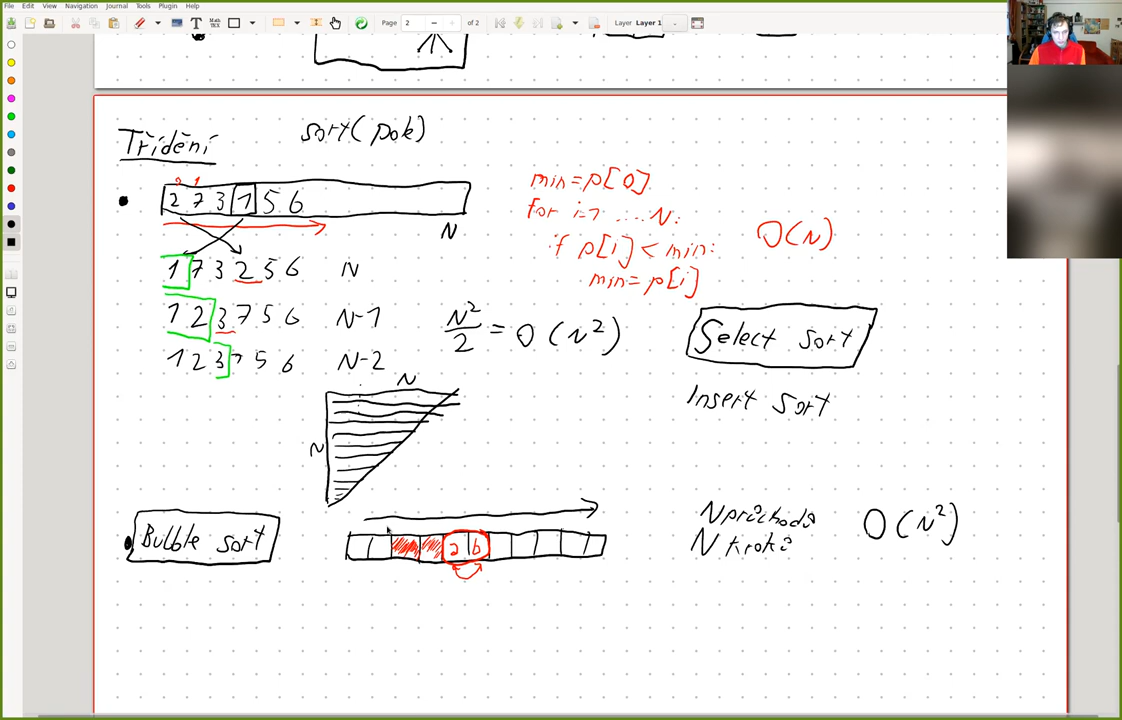 File Edit View Navigation Journal Tools Plugin Help
Page 2 of 2 Layer Layer 1
Třídění
sort(pole)
2 7 3 1 5 6
N
min=p[0]
for i=1 ... N:
if p[i] < min:
min=p[i]
O(N)
1 7 3 2 5 6 N
1 2 3 7 5 6 N-1
1 2 3 7 5 6 N-2
N²/2 = O(N²)
Select sort
Insert sort
N
N
Bubble sort
a b
N průchodů
N kroků
O(N²)